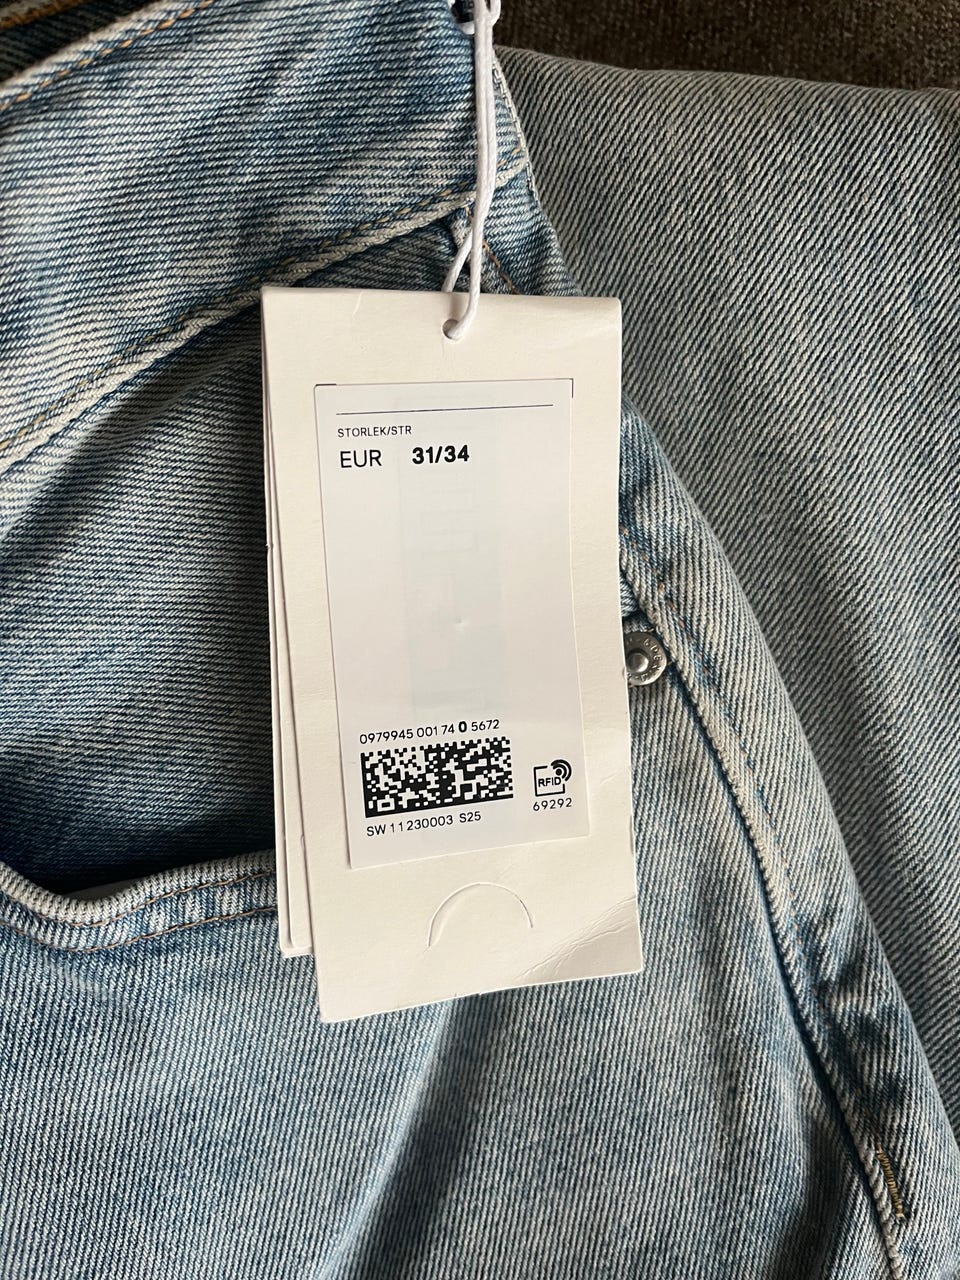 STORLEK/STR
EUR 31/34
0979945 001 74 0 5672
RFID
SW 11230003 S25
69292